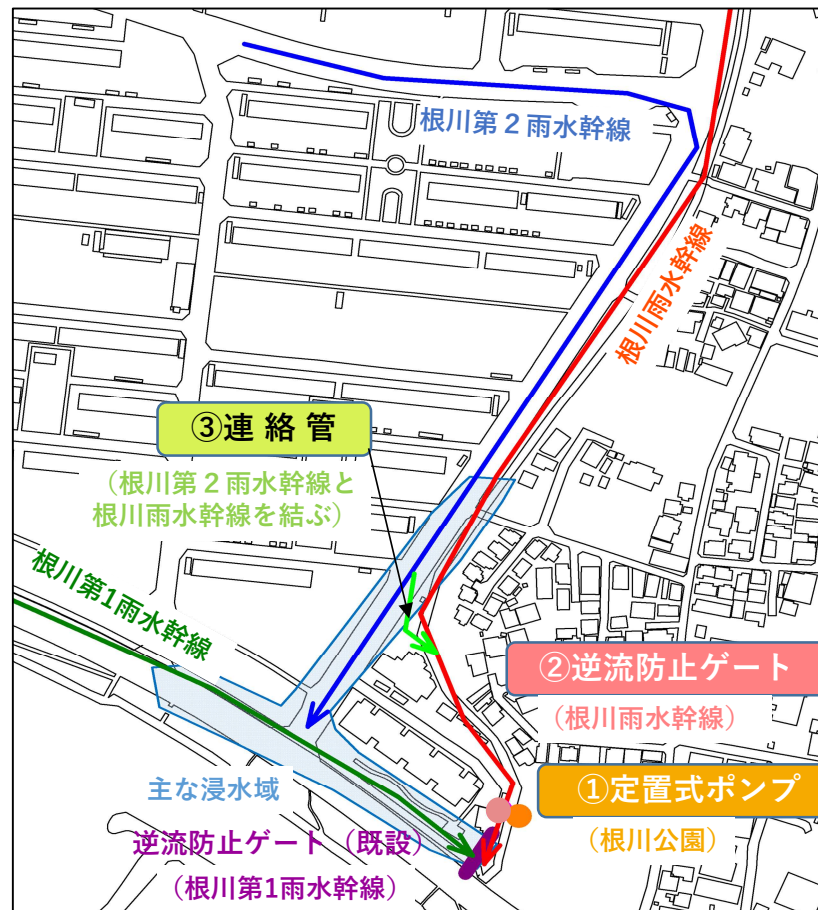 根川第２雨水幹線
根川雨水幹線
③連 絡 管
（根川第２雨水幹線と
根川雨水幹線を結ぶ）
根川第1雨水幹線
②逆流防止ゲート
（根川雨水幹線）
主な浸水域
①定置式ポンプ
（根川公園）
逆流防止ゲート（既設）
（根川第1雨水幹線）